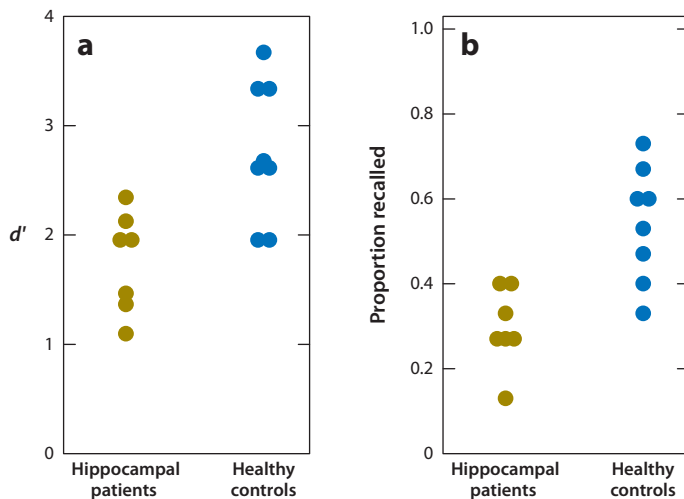 a
4
3
2
1
0
d'
Hippocampal
patients
Healthy
controls
b
1.0
0.8
0.6
0.4
0.2
0
Proportion recalled
Hippocampal
patients
Healthy
controls